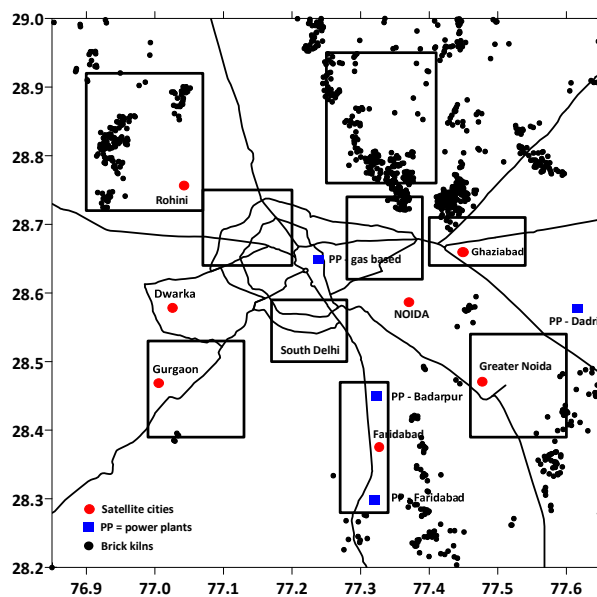 29.0
28.9
28.8
Rohini
28.7
PP - gas based
Ghaziabad
28.6
Dwarka
NOIDA
PP - Dadri
South Delhi
28.5
Gurgaon
Greater Noida
PP - Badarpur
28.4
Faridabad
28.3
PP - Faridabad
Satellite cities
PP = power plants
Brick kilns
28.2
76.9 77.0 77.1 77.2 77.3 77.4 77.5 77.6